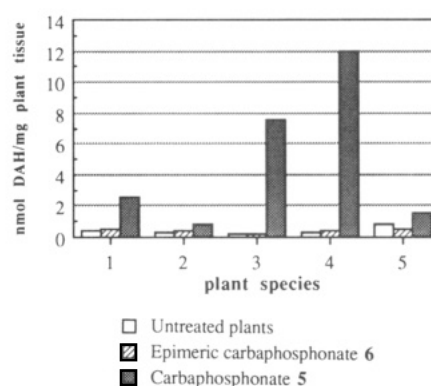 nmol DAH/mg plant tissue
14
12
10
8
6
4
2
0
1 2 3 4 5
plant species
Untreated plants
Epimeric carbaphosphonate 6
Carbaphosphonate 5